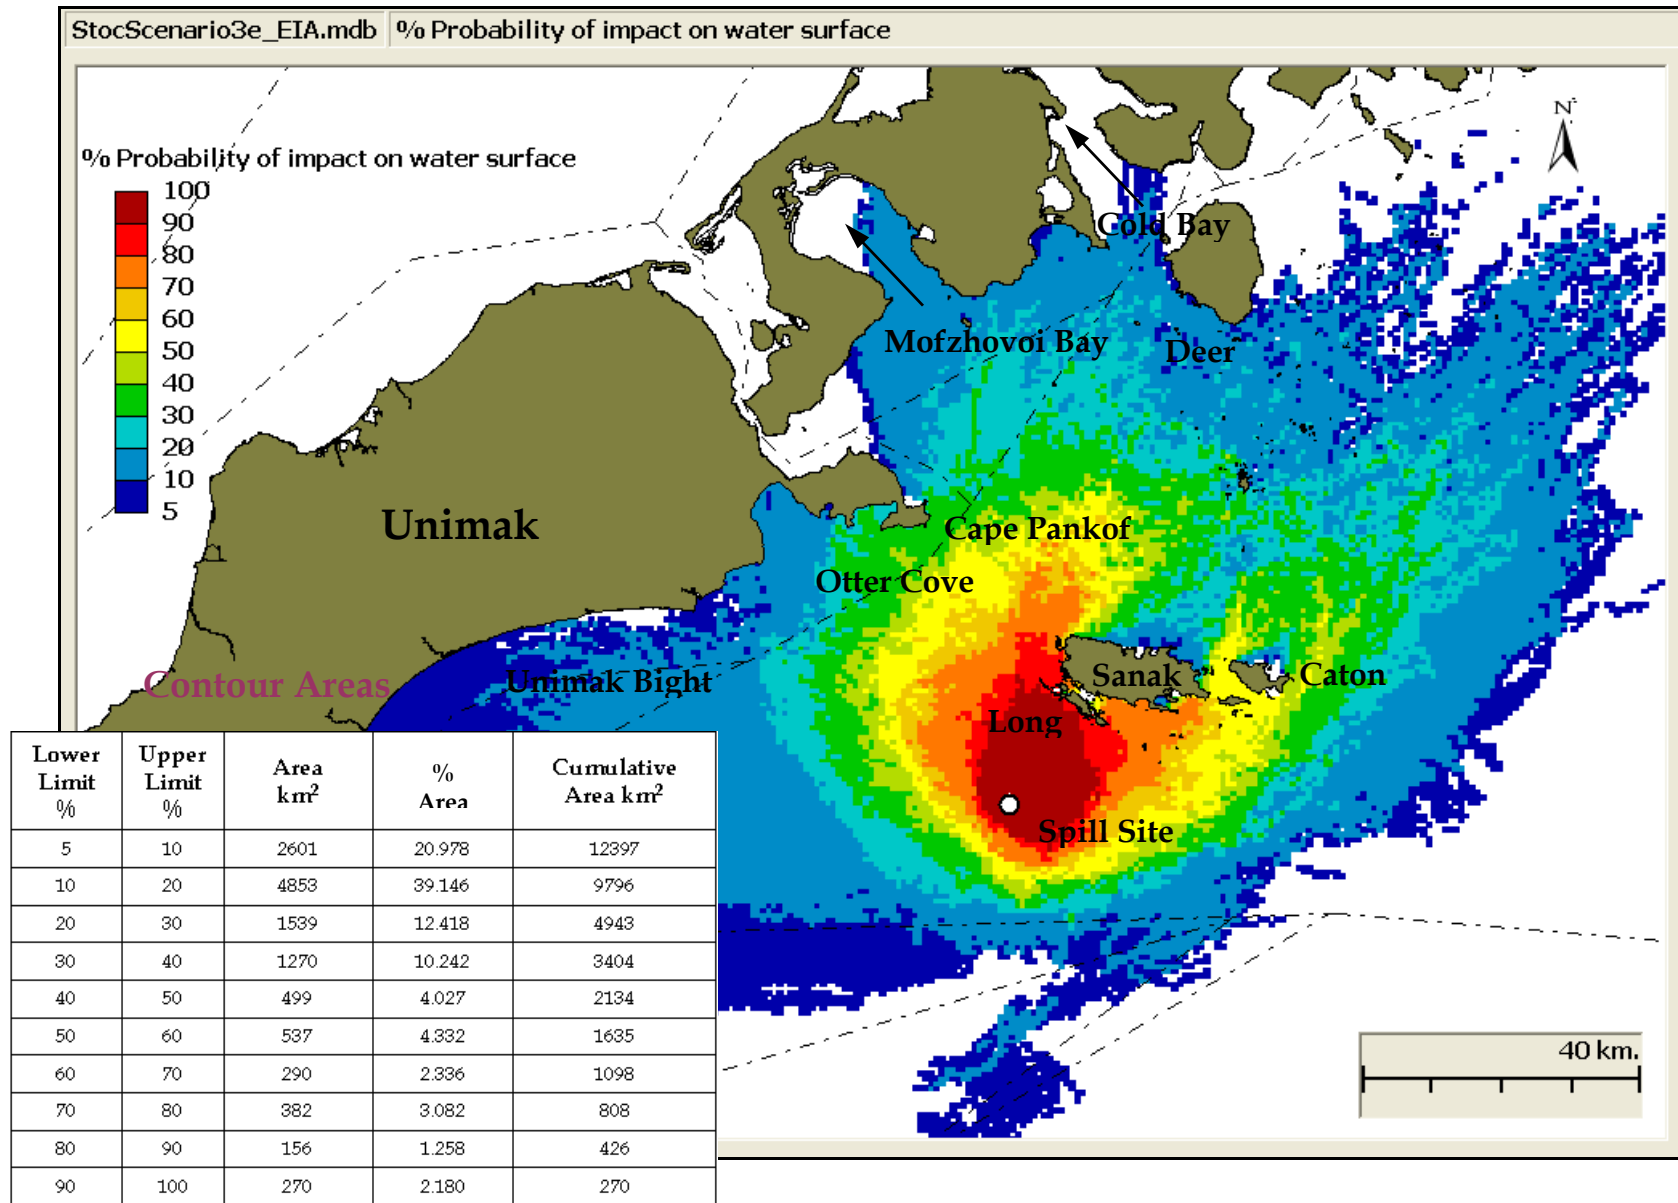 StocScenario3e_EIA.mdb % Probability of impact on water surface
N
% Probability of impact on water surface
100
90
80
70
60
50
40
30
20
10
5
Cold Bay
Mofzhovoi Bay
Deer
Unimak
Cape Pankof
Otter Cove
Contour Areas
Unimak Bight
Sanak
Caton
Long
Spill Site
40 km.
Lower Limit % Upper Limit % Area km² % Area Cumulative Area km²
5 10 2601 20.978 12397
10 20 4853 39.146 9796
20 30 1539 12.418 4943
30 40 1270 10.242 3404
40 50 499 4.027 2134
50 60 537 4.332 1635
60 70 290 2.336 1098
70 80 382 3.082 808
80 90 156 1.258 426
90 100 270 2.180 270